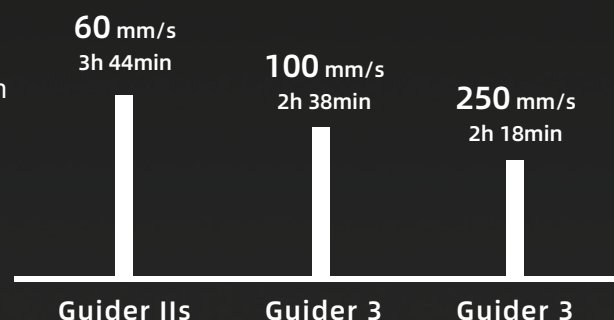 60 mm/s
3h 44min
100 mm/s
2h 38min
250 mm/s
2h 18min
Guider IIs
Guider 3
Guider 3